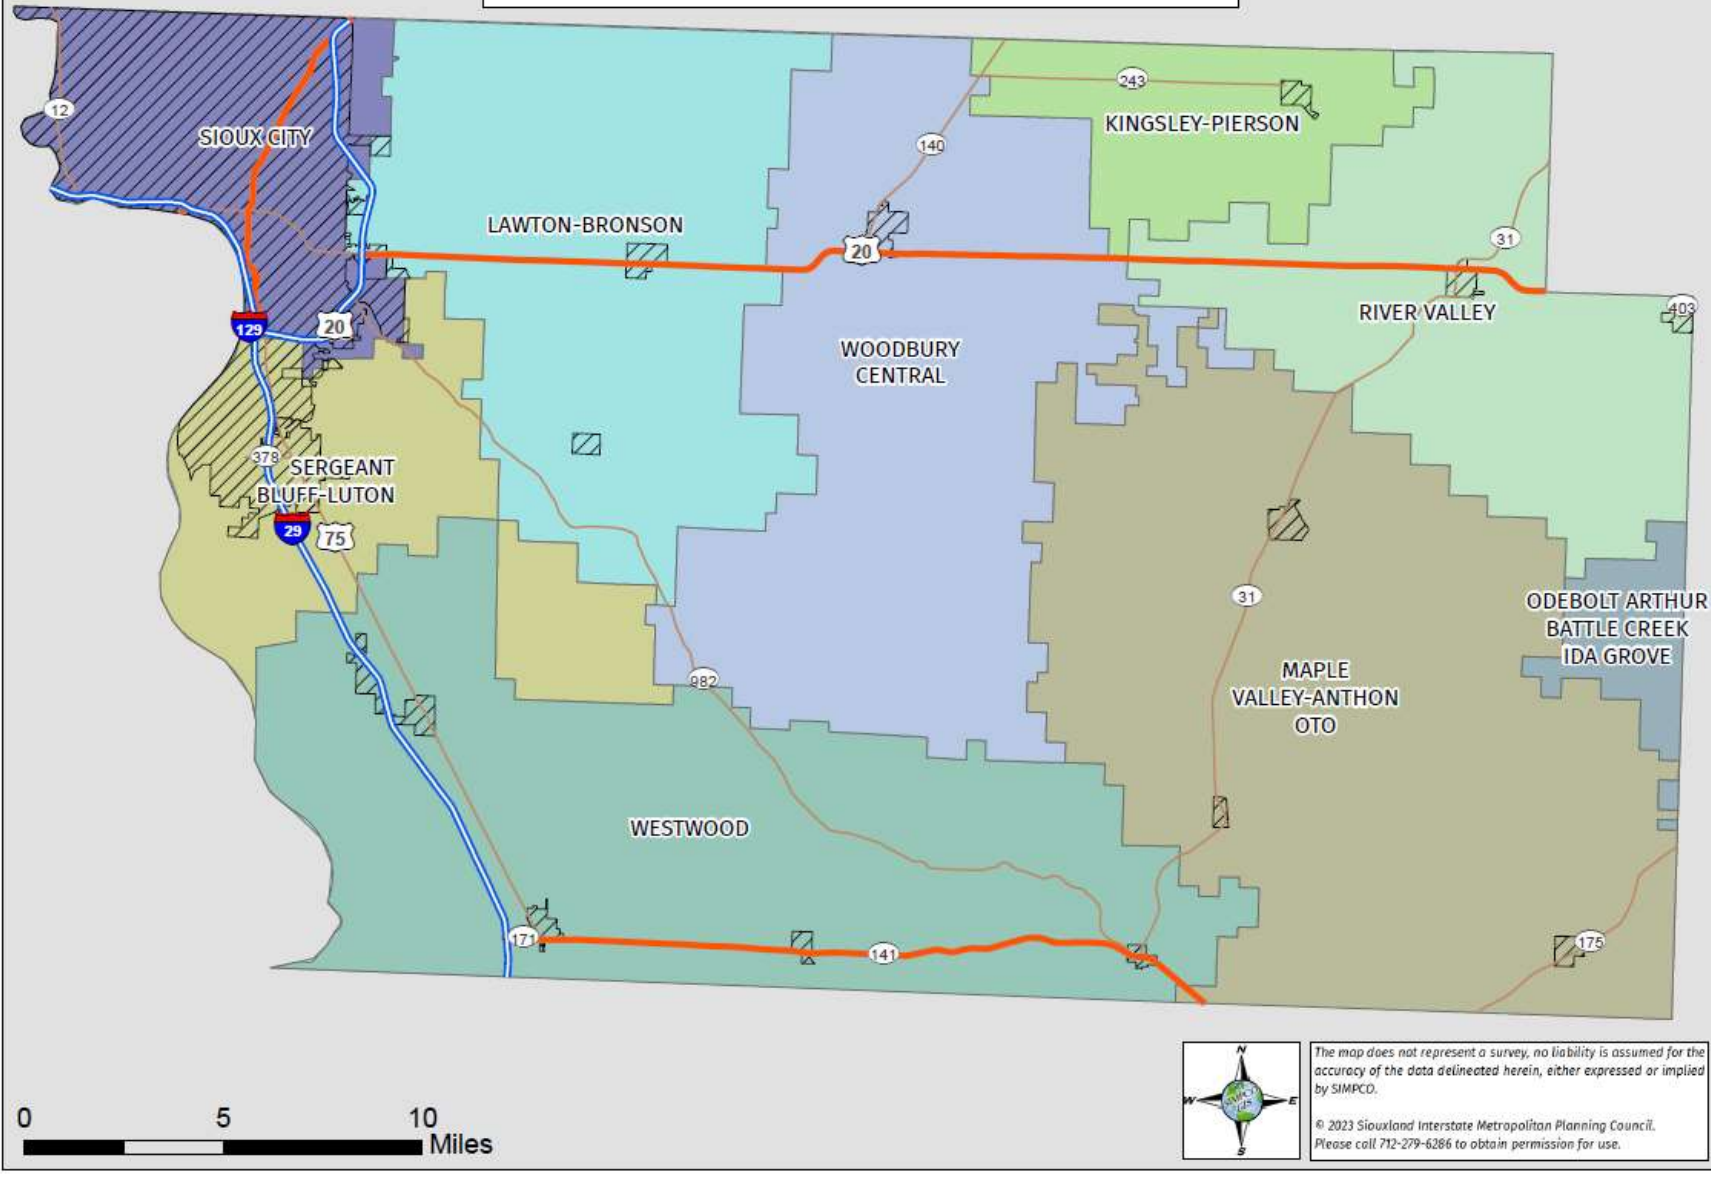 243
12
KINGSLEY-PIERSON
SIOUX CITY
140
LAWTON-BRONSON
31
20
403
RIVER VALLEY
129
20
WOODBURY
CENTRAL
378
SERGEANT
BLUFF-LUTON
29
75
31
ODEBOLT ARTHUR
BATTLE CREEK
IDA GROVE
MAPLE
VALLEY-ANTHON
OTO
982
WESTWOOD
171
141
175
N
W
E
S
SIMPCO
GIS
The map does not represent a survey, no liability is assumed for the
accuracy of the data delineated herein, either expressed or implied
by SIMPCO.
© 2023 Siouxland Interstate Metropolitan Planning Council.
Please call 712-279-6286 to obtain permission for use.
0 5 10
Miles